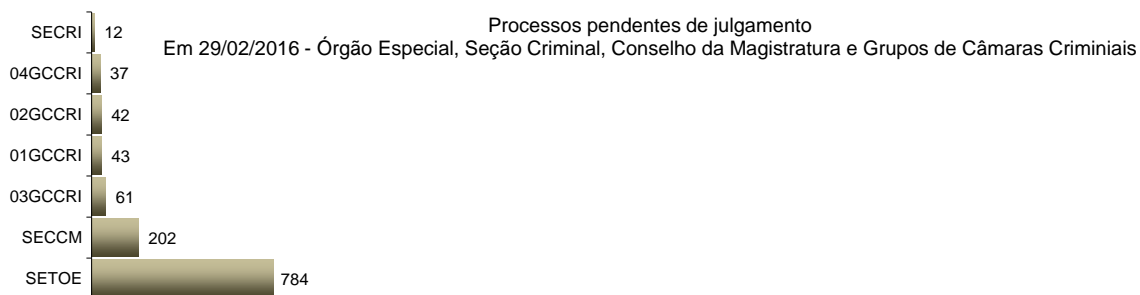 Processos pendentes de julgamento
Em 29/02/2016 - Órgão Especial, Seção Criminal, Conselho da Magistratura e Grupos de Câmaras Criminiais
SECRI 12
04GCCRI 37
02GCCRI 42
01GCCRI 43
03GCCRI 61
SECCM 202
SETOE 784